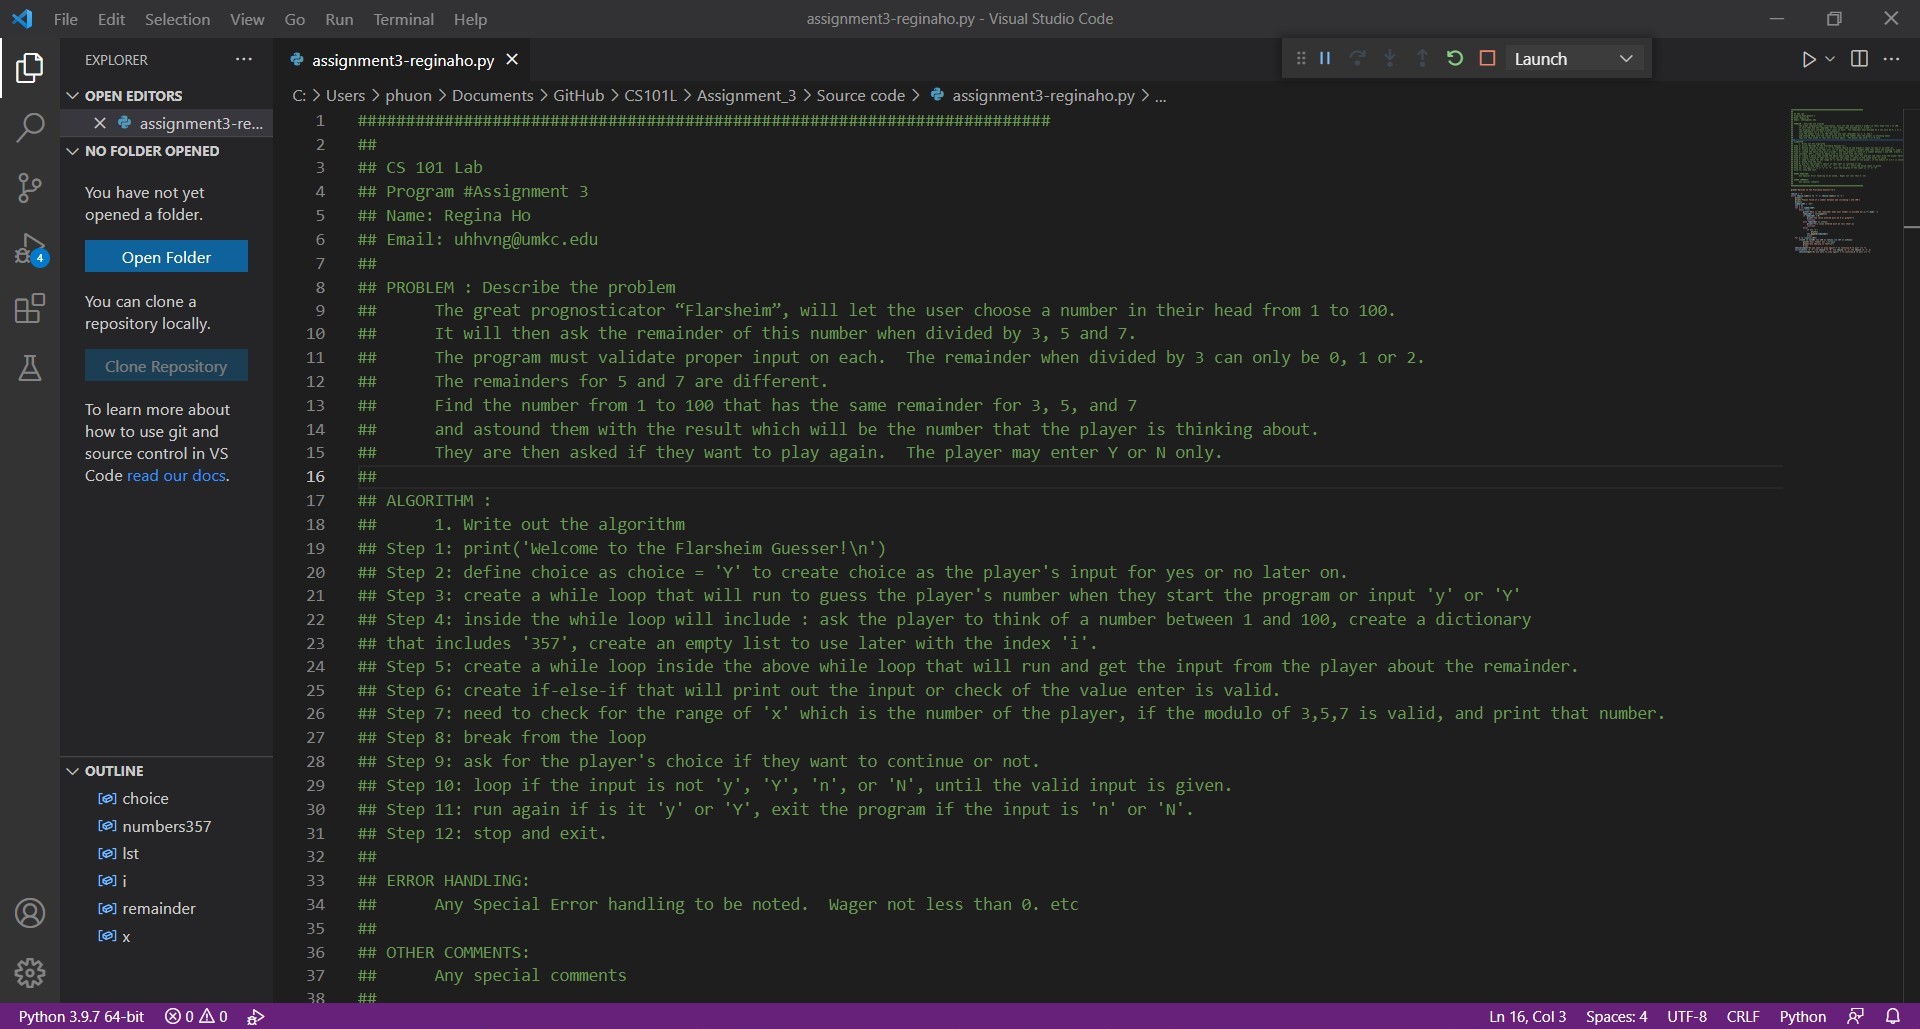 File Edit Selection View Go Run Terminal Help
assignment3-reginaho.py - Visual Studio Code
EXPLORER
OPEN EDITORS
assignment3-re...
NO FOLDER OPENED
You have not yet
opened a folder.
Open Folder
You can clone a
repository locally.
Clone Repository
To learn more about
how to use git and
source control in VS
Code read our docs.
4
OUTLINE
choice
numbers357
lst
i
remainder
x
assignment3-reginaho.py
Launch
C: > Users > phuon > Documents > GitHub > CS101L > Assignment_3 > Source code > assignment3-reginaho.py > ...
1 ########################################################################
2 ##
3 ## CS 101 Lab
4 ## Program #Assignment 3
5 ## Name: Regina Ho
6 ## Email: uhhvng@umkc.edu
7 ##
8 ## PROBLEM : Describe the problem
9 ##      The great prognosticator “Flarsheim”, will let the user choose a number in their head from 1 to 100.
10 ##      It will then ask the remainder of this number when divided by 3, 5 and 7.
11 ##      The program must validate proper input on each.  The remainder when divided by 3 can only be 0, 1 or 2.
12 ##      The remainders for 5 and 7 are different.
13 ##      Find the number from 1 to 100 that has the same remainder for 3, 5, and 7
14 ##      and astound them with the result which will be the number that the player is thinking about.
15 ##      They are then asked if they want to play again.  The player may enter Y or N only.
16 ##
17 ## ALGORITHM :
18 ##      1. Write out the algorithm
19 ## Step 1: print('Welcome to the Flarsheim Guesser!\n')
20 ## Step 2: define choice as choice = 'Y' to create choice as the player's input for yes or no later on.
21 ## Step 3: create a while loop that will run to guess the player's number when they start the program or input 'y' or 'Y'
22 ## Step 4: inside the while loop will include : ask the player to think of a number between 1 and 100, create a dictionary
23 ## that includes '357', create an empty list to use later with the index 'i'.
24 ## Step 5: create a while loop inside the above while loop that will run and get the input from the player about the remainder.
25 ## Step 6: create if-else-if that will print out the input or check of the value enter is valid.
26 ## Step 7: need to check for the range of 'x' which is the number of the player, if the modulo of 3,5,7 is valid, and print that number.
27 ## Step 8: break from the loop
28 ## Step 9: ask for the player's choice if they want to continue or not.
29 ## Step 10: loop if the input is not 'y', 'Y', 'n', or 'N', until the valid input is given.
30 ## Step 11: run again if is it 'y' or 'Y', exit the program if the input is 'n' or 'N'.
31 ## Step 12: stop and exit.
32 ##
33 ## ERROR HANDLING:
34 ##      Any Special Error handling to be noted.  Wager not less than 0. etc
35 ##
36 ## OTHER COMMENTS:
37 ##      Any special comments
38 ##
Python 3.9.7 64-bit 0 0
Ln 16, Col 3 Spaces: 4 UTF-8 CRLF Python